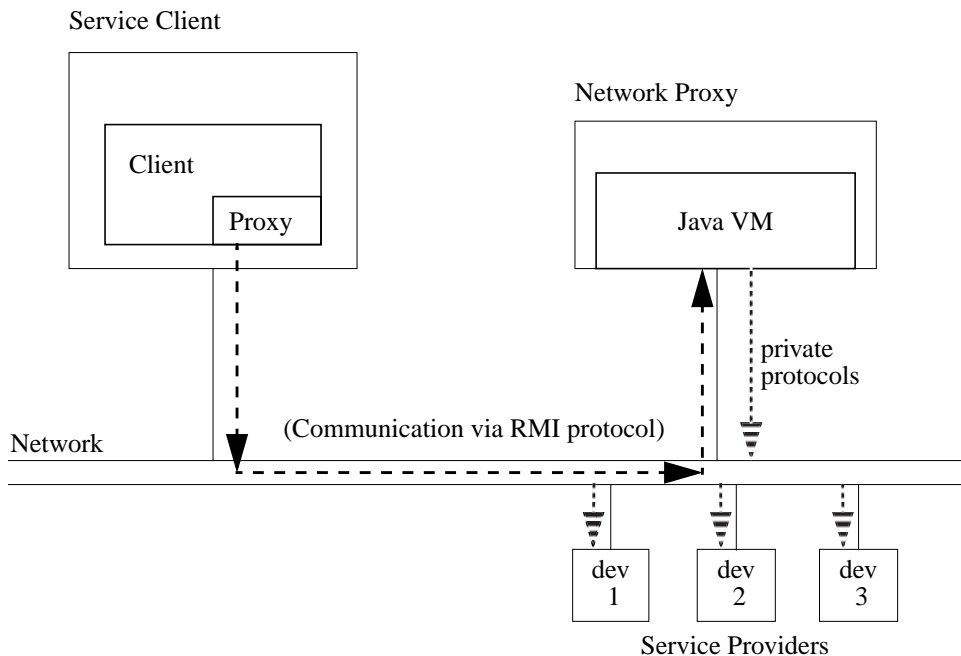 Service Client
Network Proxy
Client
Proxy
Java VM
private
protocols
(Communication via RMI protocol)
Network
dev
1
dev
2
dev
3
Service Providers